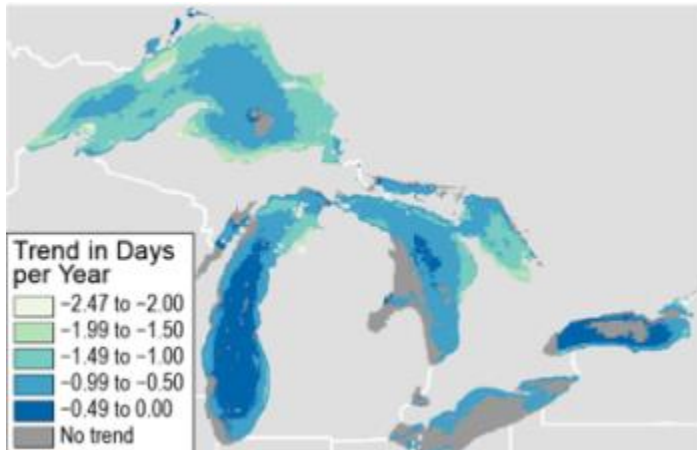 Trend in Days
per Year
−2.47 to −2.00
−1.99 to −1.50
−1.49 to −1.00
−0.99 to −0.50
−0.49 to 0.00
No trend